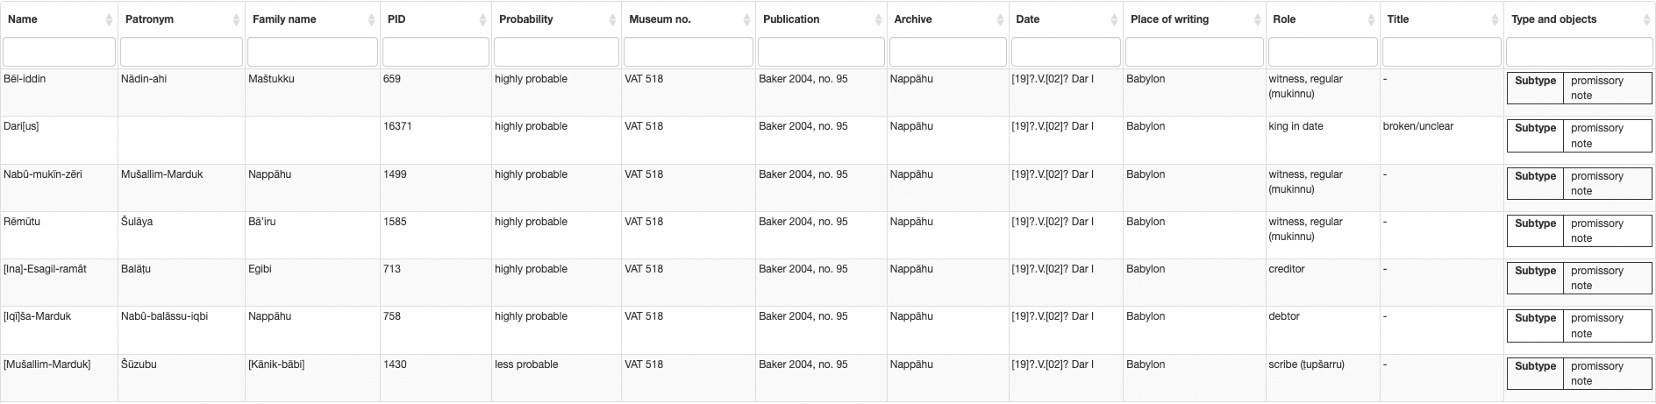 Name Patronym Family name PID Probability Museum no. Publication Archive Date Place of writing Role Title Type and objects
Bēl-iddin Nādin-ahi Maštukku 659 highly probable VAT 518 Baker 2004, no. 95 Nappāhu [19]?.V.[02]? Dar I Babylon witness, regular - Subtype promissory
(mukinnu) note
Dari[us] 16371 highly probable VAT 518 Baker 2004, no. 95 Nappāhu [19]?.V.[02]? Dar I Babylon king in date broken/unclear Subtype promissory
note
Nabû-mukīn-zēri Mušallim-Marduk Nappāhu 1499 highly probable VAT 518 Baker 2004, no. 95 Nappāhu [19]?.V.[02]? Dar I Babylon witness, regular - Subtype promissory
(mukinnu) note
Rēmūtu Šulāya Bā'iru 1585 highly probable VAT 518 Baker 2004, no. 95 Nappāhu [19]?.V.[02]? Dar I Babylon witness, regular - Subtype promissory
(mukinnu) note
[Ina]-Esagil-ramât Balāṭu Egibi 713 highly probable VAT 518 Baker 2004, no. 95 Nappāhu [19]?.V.[02]? Dar I Babylon creditor - Subtype promissory
note
[Iqī]ša-Marduk Nabû-balāssu-iqbi Nappāhu 758 highly probable VAT 518 Baker 2004, no. 95 Nappāhu [19]?.V.[02]? Dar I Babylon debtor - Subtype promissory
note
[Mušallim-Marduk] Šūzubu [Kānik-bābi] 1430 less probable VAT 518 Baker 2004, no. 95 Nappāhu [19]?.V.[02]? Dar I Babylon scribe (ṭupšarru) - Subtype promissory
note